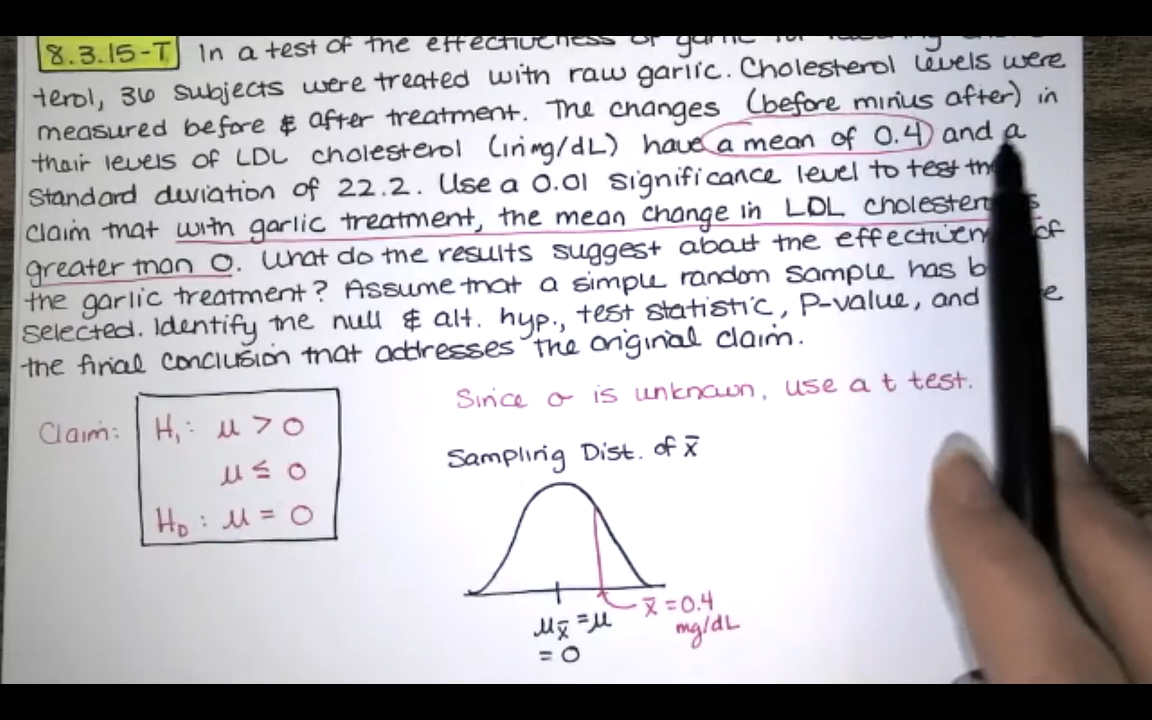 8.3.15-T In a test of the effectiveness of garlic for
terol, 36 subjects were treated with raw garlic. Cholesterol levels were
measured before & after treatment. The changes (before minus after) in
their levels of LDL cholesterol (in mg/dL) have a mean of 0.4 and a
standard deviation of 22.2. Use a 0.01 significance level to test
claim that with garlic treatment, the mean change in LDL
greater than 0. What do the results suggest about the of
the garlic treatment? Assume that a simple random sample has
selected. Identify the null & alt. hyp., test statistic, P-value, and
the final conclusion that addresses the original claim.
Since σ is unknown, use a t test.
Claim: H₁: μ > 0
μ ≤ 0
H₀: μ = 0
Sampling Dist. of x̄
x̄ = 0.4
mg/dL
μx̄ = μ
= 0